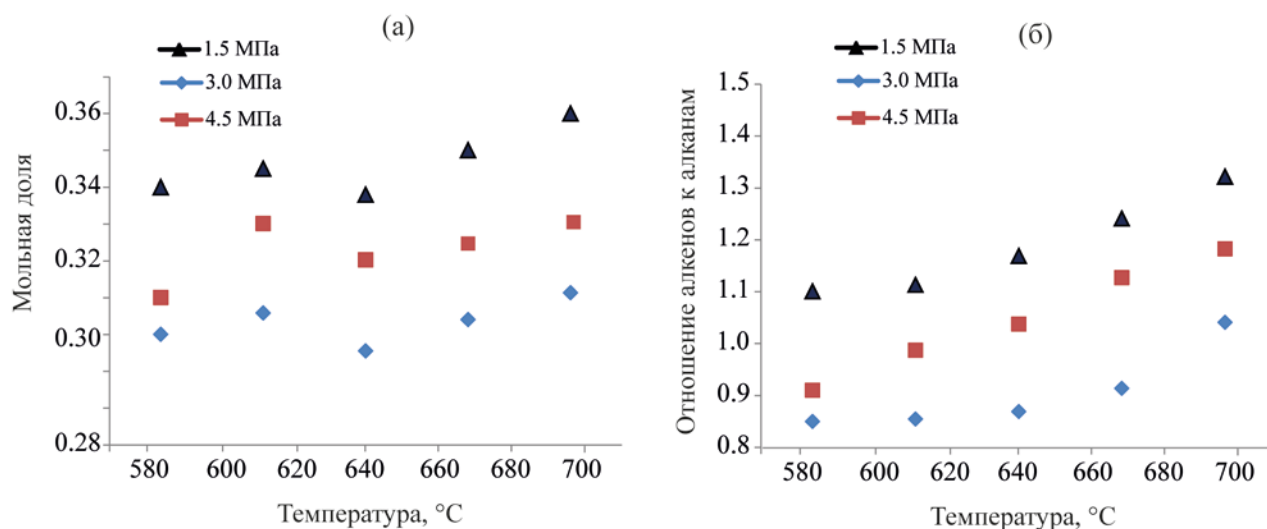 (а)
1.5 МПа
3.0 МПа
4.5 МПа
Мольная доля
0.36
0.34
0.32
0.30
0.28
580 600 620 640 660 680 700
Температура, °С
(б)
1.5 МПа
3.0 МПа
4.5 МПа
Отношение алкенов к алканам
1.5
1.4
1.3
1.2
1.1
1.0
0.9
0.8
580 600 620 640 660 680 700
Температура, °С